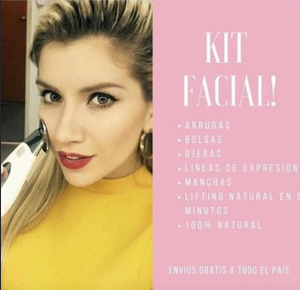 KIT
FACIAL!
ARRUGAS
BOLSAS
OJERAS
LINEAS DE EXPRESION
MANCHAS
LIFTING NATURAL EN 5
MINUTOS
100% NATURAL
ENVIOS GRATIS A TODO EL PAIS